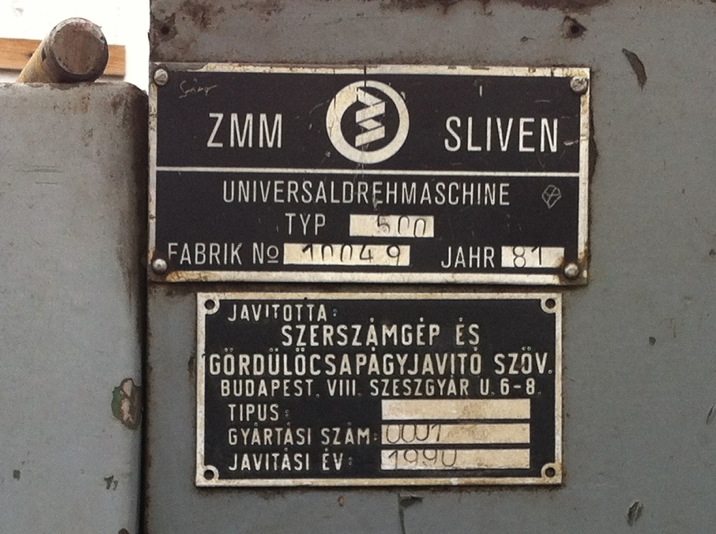 ZMM SLIVEN
UNIVERSALDREHMASCHINE
TYP 500
FABRIK No 10049 JAHR 81
JAVITOTTA:
SZERSZÁMGÉP ÉS
GÖRDÜLŐCSAPÁGYJAVITÓ SZÖV.
BUDAPEST. VIII. SZESZGYÁR U. 6-8.
TIPUS:
GYÁRTÁSI SZÁM: 0001
JAVITÁSI ÉV: 1990